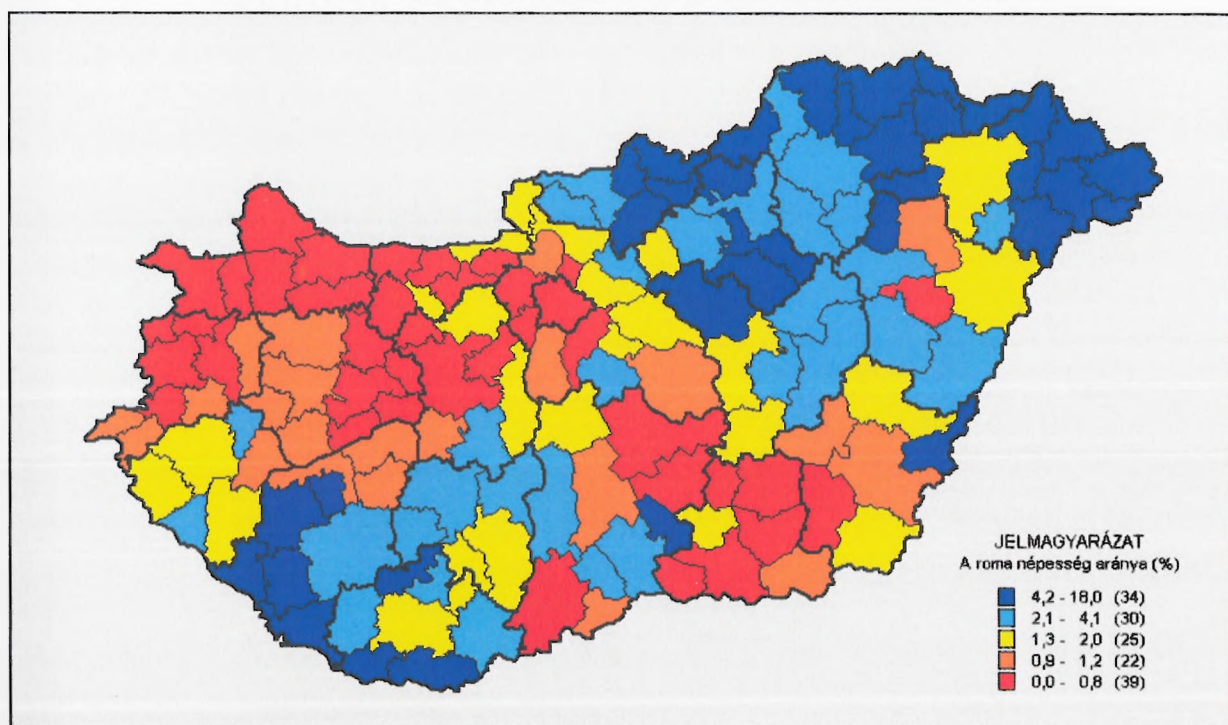 JELMAGYARÁZAT
A roma népesség aránya (%)
4,2 - 18,0 (34)
2,1 - 4,1 (30)
1,3 - 2,0 (25)
0,9 - 1,2 (22)
0,0 - 0,8 (39)